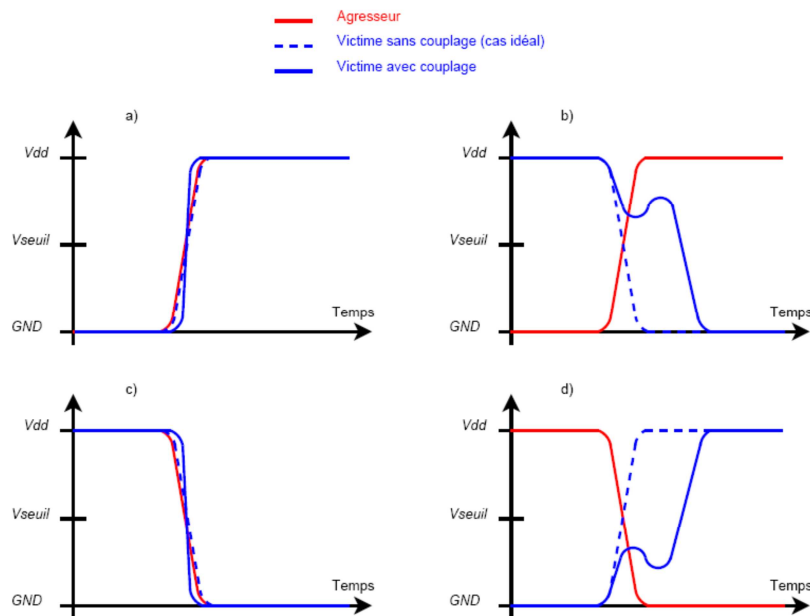 Agresseur
Victime sans couplage (cas idéal)
Victime avec couplage
a)
Vdd
Vseuil
GND
Temps
b)
Vdd
Vseuil
GND
Temps
c)
Vdd
Vseuil
GND
Temps
d)
Vdd
Vseuil
GND
Temps